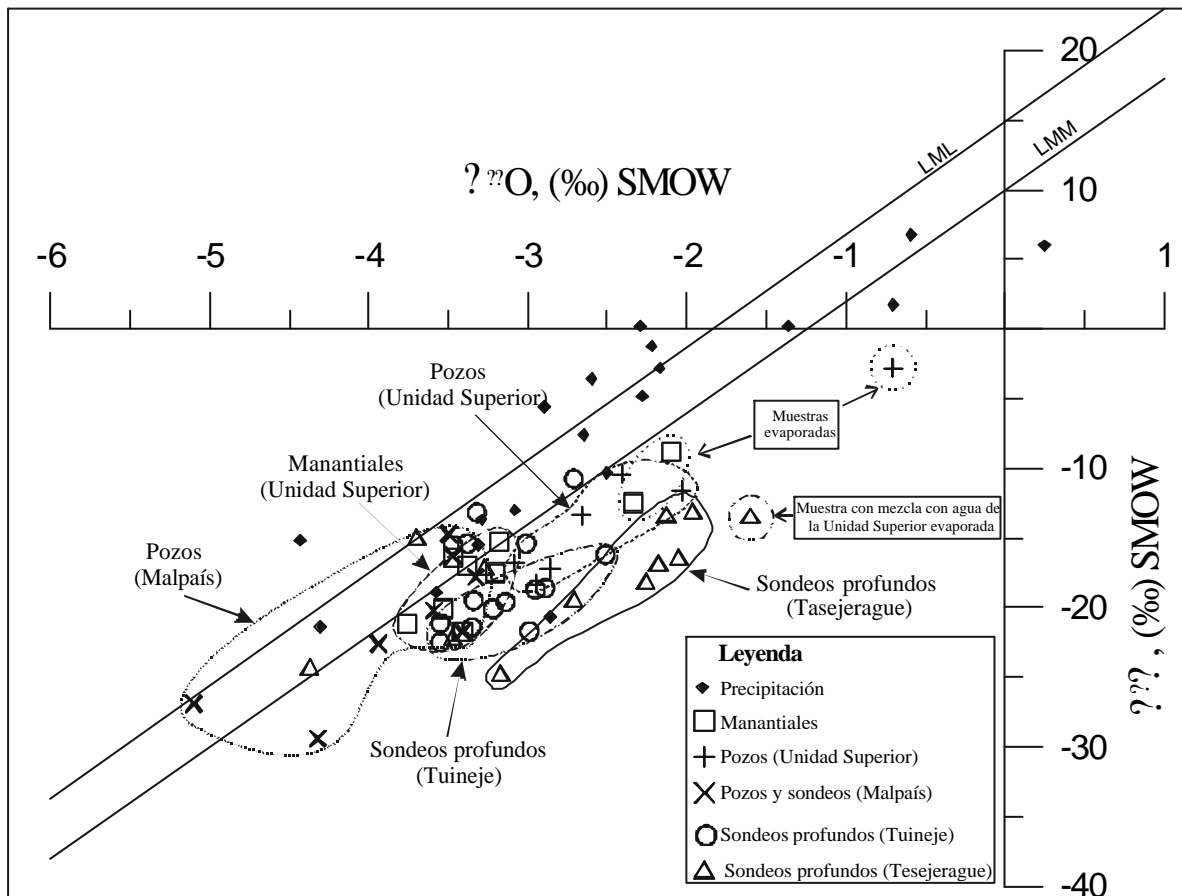 20
LML
LMM
? ??O, (‰) SMOW
10
-6
-5
-4
-3
-2
-1
1
Pozos
(Unidad Superior)
Muestras
evaporadas
Manantiales
(Unidad Superior)
-10
Muestra con mezcla con agua de
la Unidad Superior evaporada
Pozos
(Malpaís)
Sondeos profundos
(Tasejerague)
-20
???, (‰) SMOW
Sondeos profundos
(Tuineje)
-30
-40
Leyenda
Precipitación
Manantiales
Pozos (Unidad Superior)
Pozos y sondeos (Malpaís)
Sondeos profundos (Tuineje)
Sondeos profundos (Tesejerague)